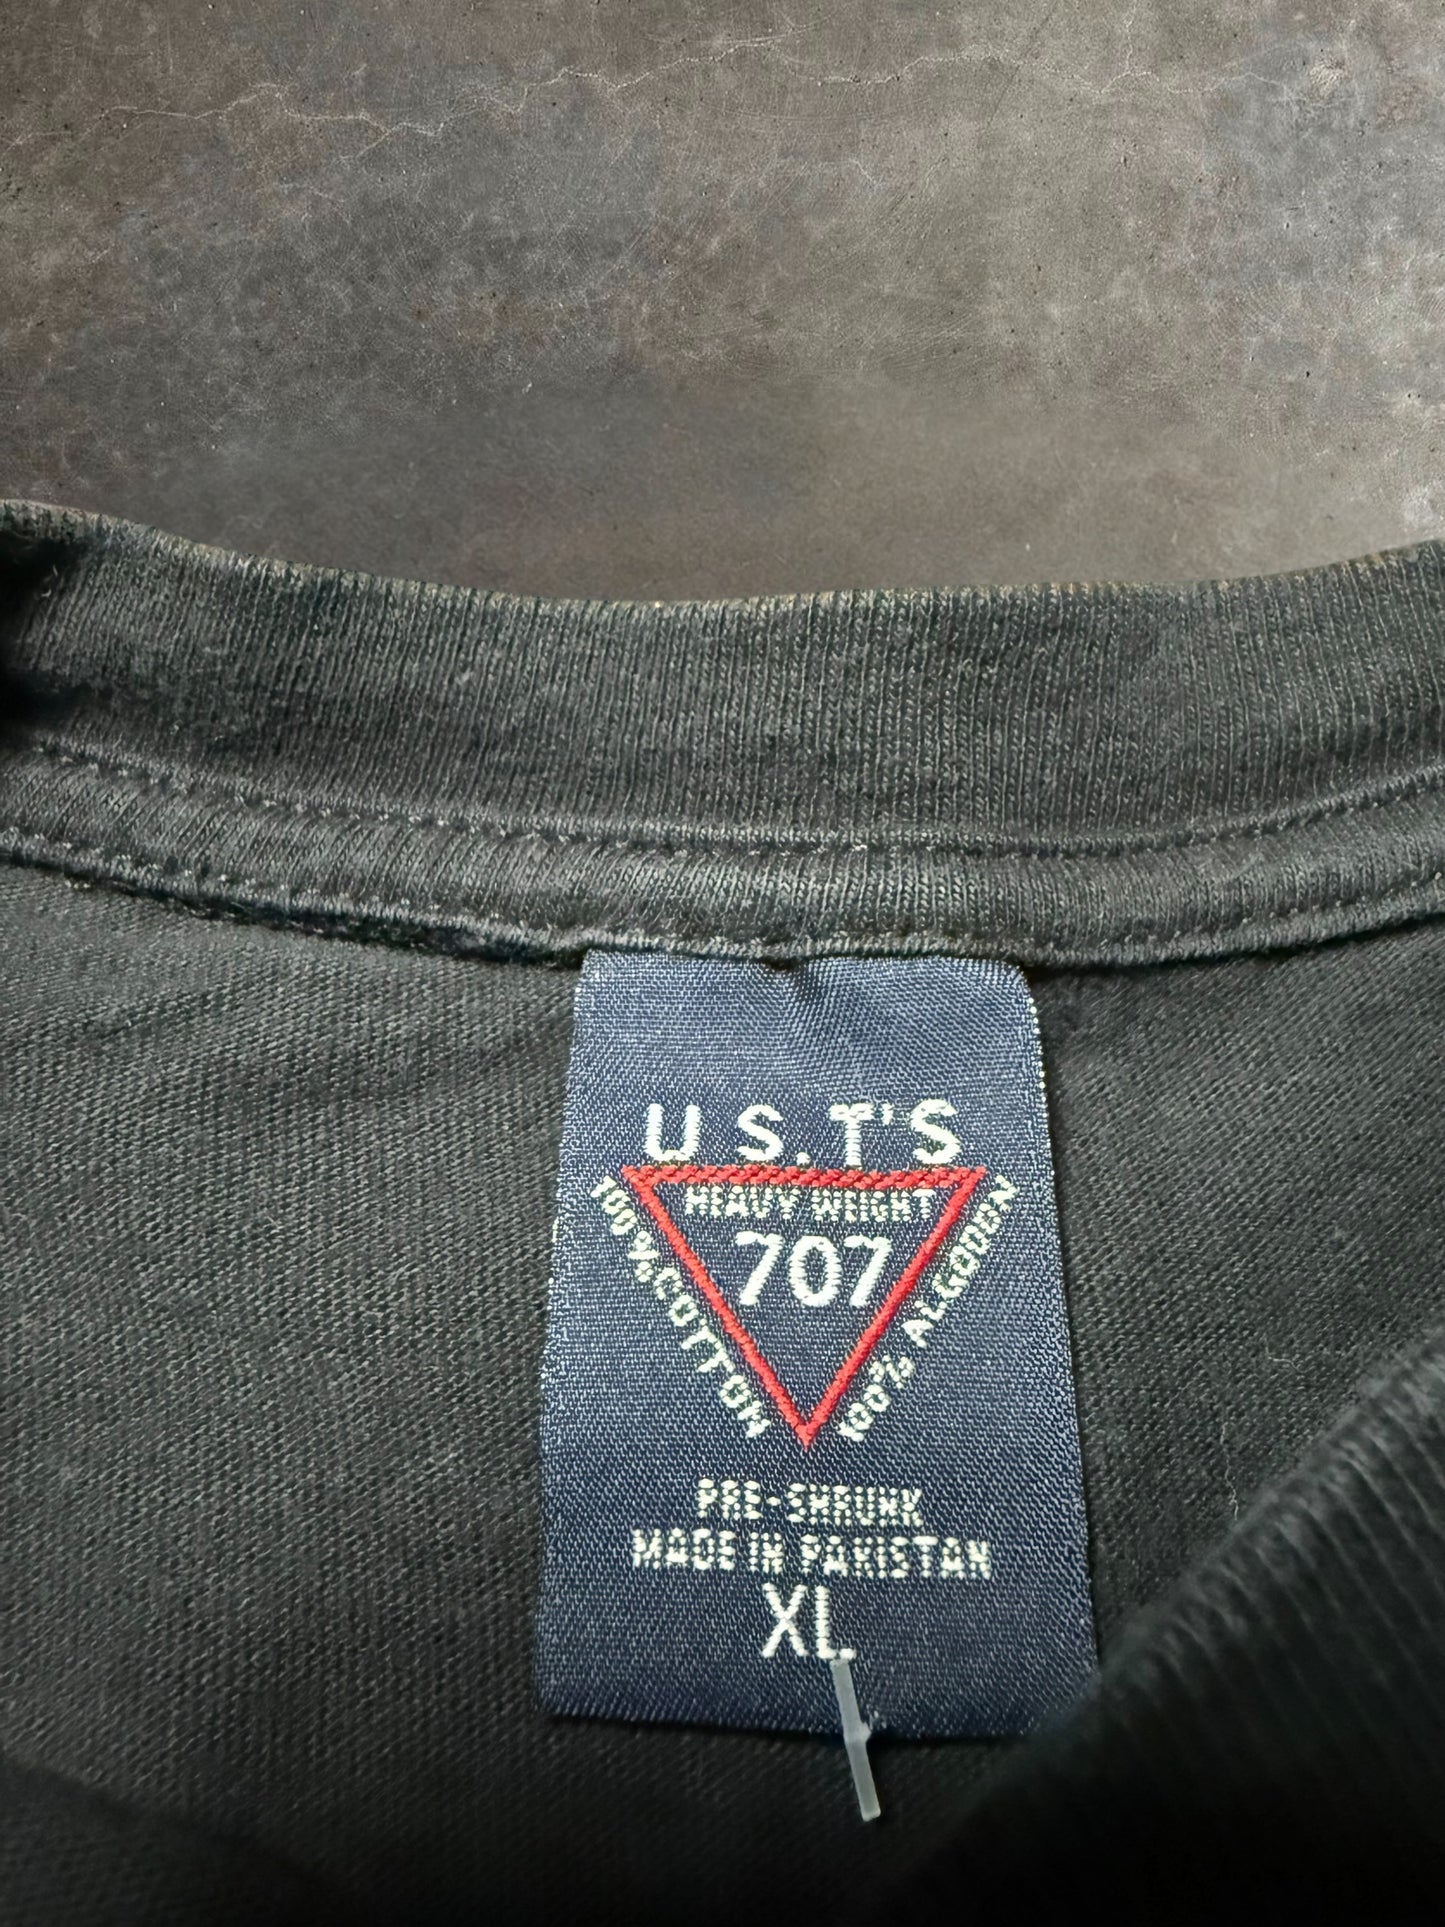 U S.T'S
HEAVY WEIGHT
707
100% COTTON
100% ALGODON
PRE-SHRUNK
MADE IN PAKISTAN
XL